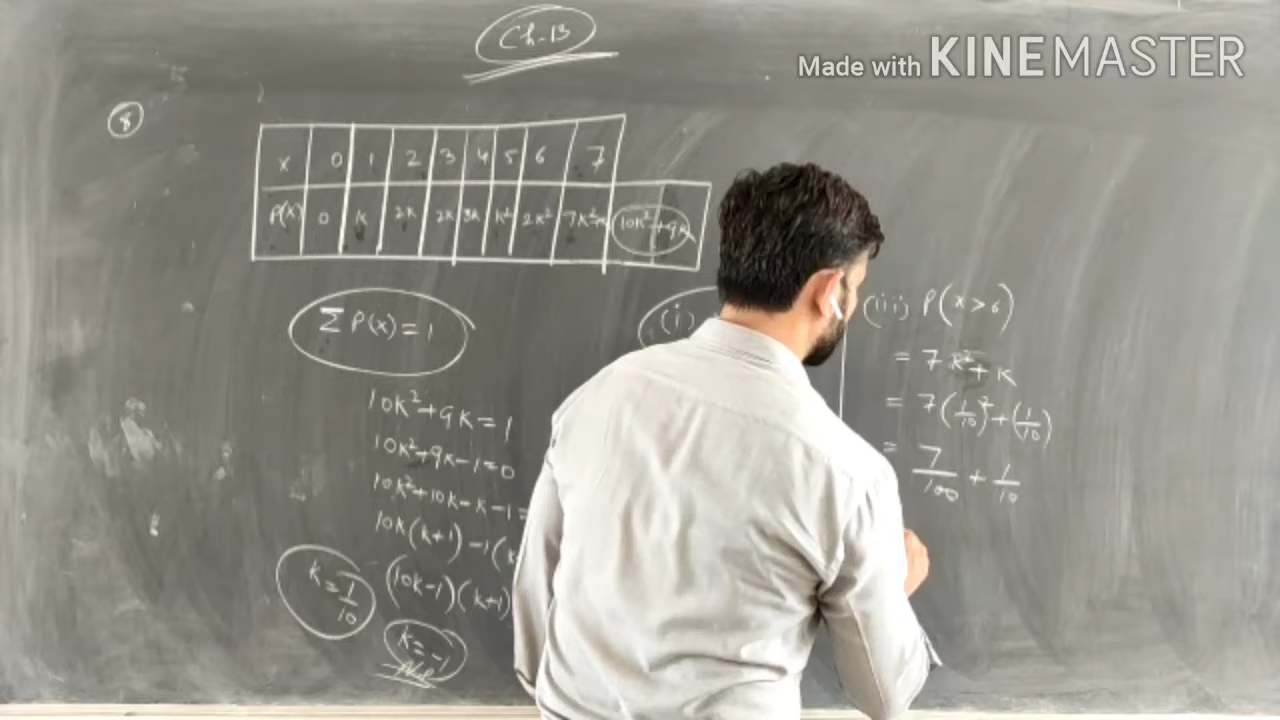 Ch-13
Made with KINEMASTER
8
X 0 1 2 3 4 5 6 7
P(X) 0 k 2k 2k 3k k² 2k² 7k²+k 10k²+9k
Σ P(X) = 1
10k²+9k=1
10k²+9k-1=0
10k²+10k-k-1=
10k(k+1)-1(k
(10k-1)(k+1)
k=1/10
k=-1
(i)
(iii) P(X>6)
= 7k²+k
= 7(1/10)²+(1/10)
= 7/100 + 1/10